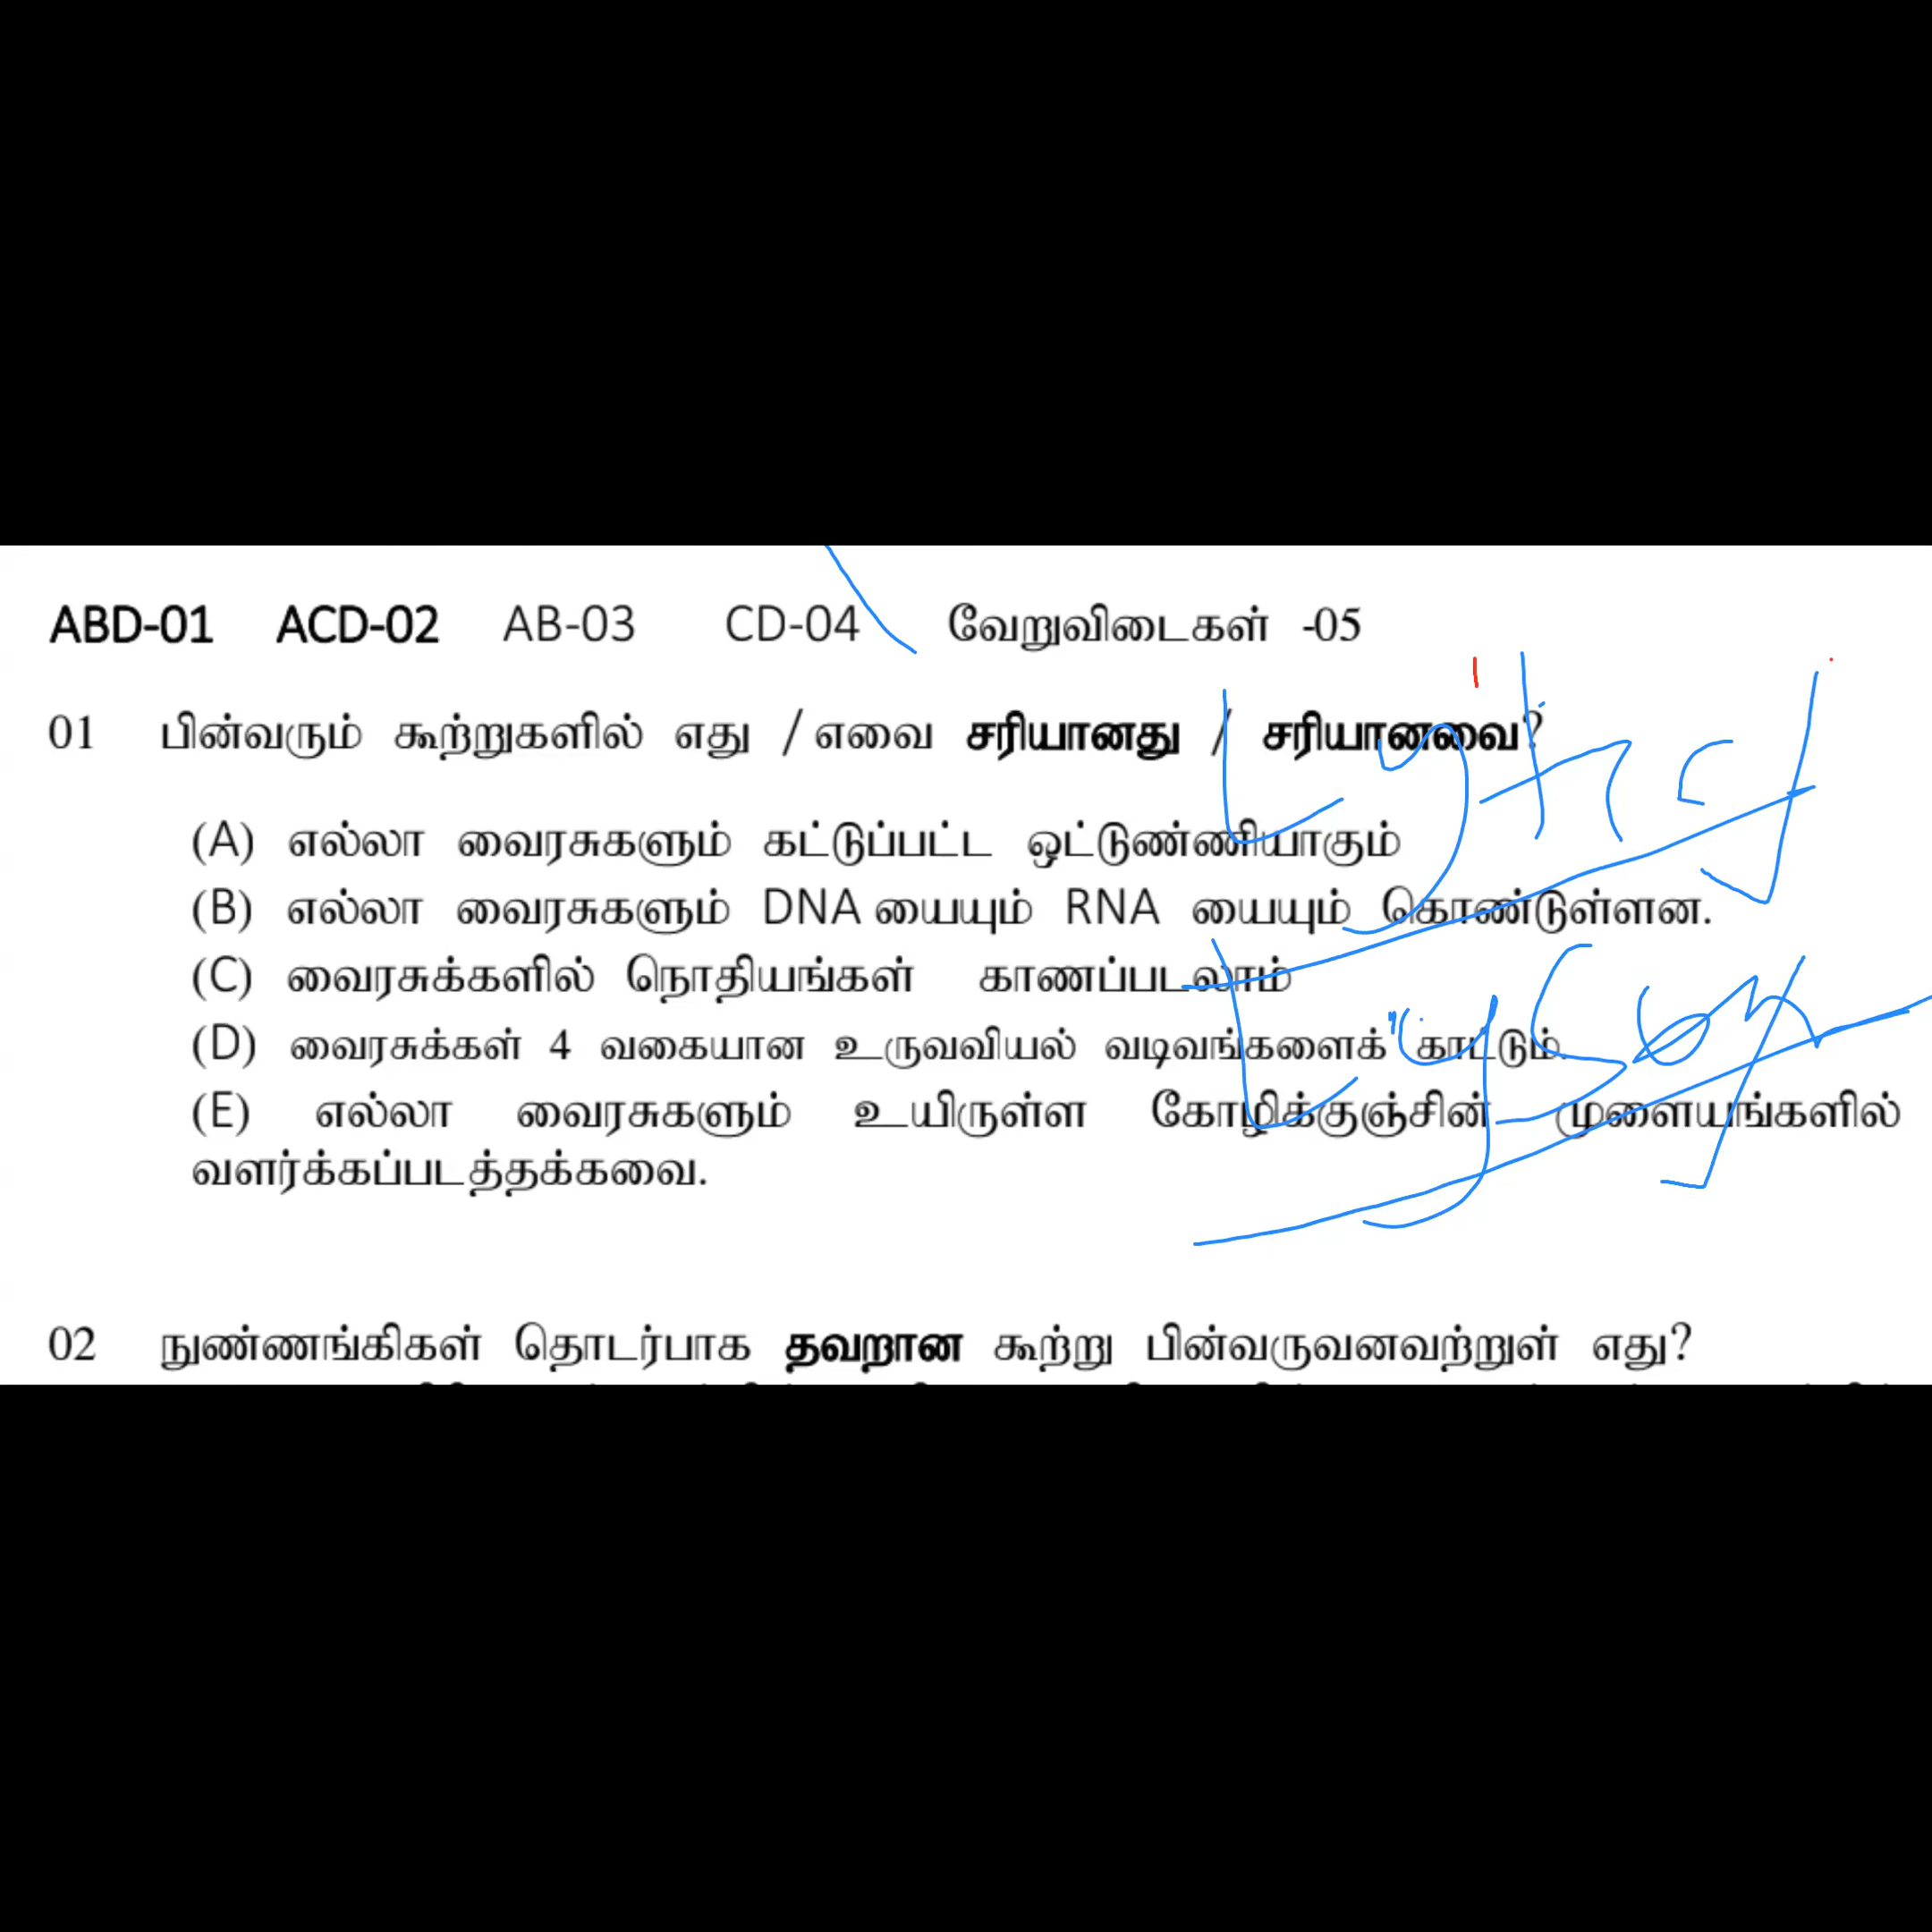 ABD-01 ACD-02 AB-03 CD-04 வேறுவிடைகள் -05
01 பின்வரும் கூற்றுகளில் எது / எவை சரியானது / சரியானவை?
(A) எல்லா வைரசுகளும் கட்டுப்பட்ட ஒட்டுண்ணியாகும்
(B) எல்லா வைரசுகளும் DNA யையும் RNA யையும் கொண்டுள்ளன.
(C) வைரசுக்களில் நொதியங்கள் காணப்படலாம்
(D) வைரசுக்கள் 4 வகையான உருவவியல் வடிவங்களைக் காட்டும்.
(E) எல்லா வைரசுகளும் உயிருள்ள கோழிக்குஞ்சின் முளையங்களில்
வளர்க்கப்படத்தக்கவை.
02 நுண்ணங்கிகள் தொடர்பாக தவறான கூற்று பின்வருவனவற்றுள் எது?